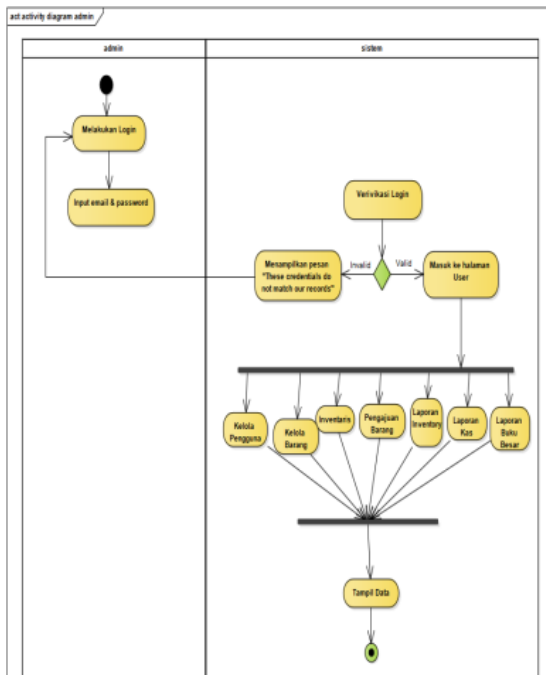 act activity diagram admin
admin
sistem
Melakukan Login
Input email & password
Verivikasi Login
Menampilkan pesan
"These credentials do
not match our records"
Invalid
Valid
Masuk ke halaman
User
Kelola
Pengguna
Kelola
Barang
Inventaris
Pengajuan
Barang
Laporan
Inventory
Laporan
Kas
Laporan
Buku
Besar
Tampil Data